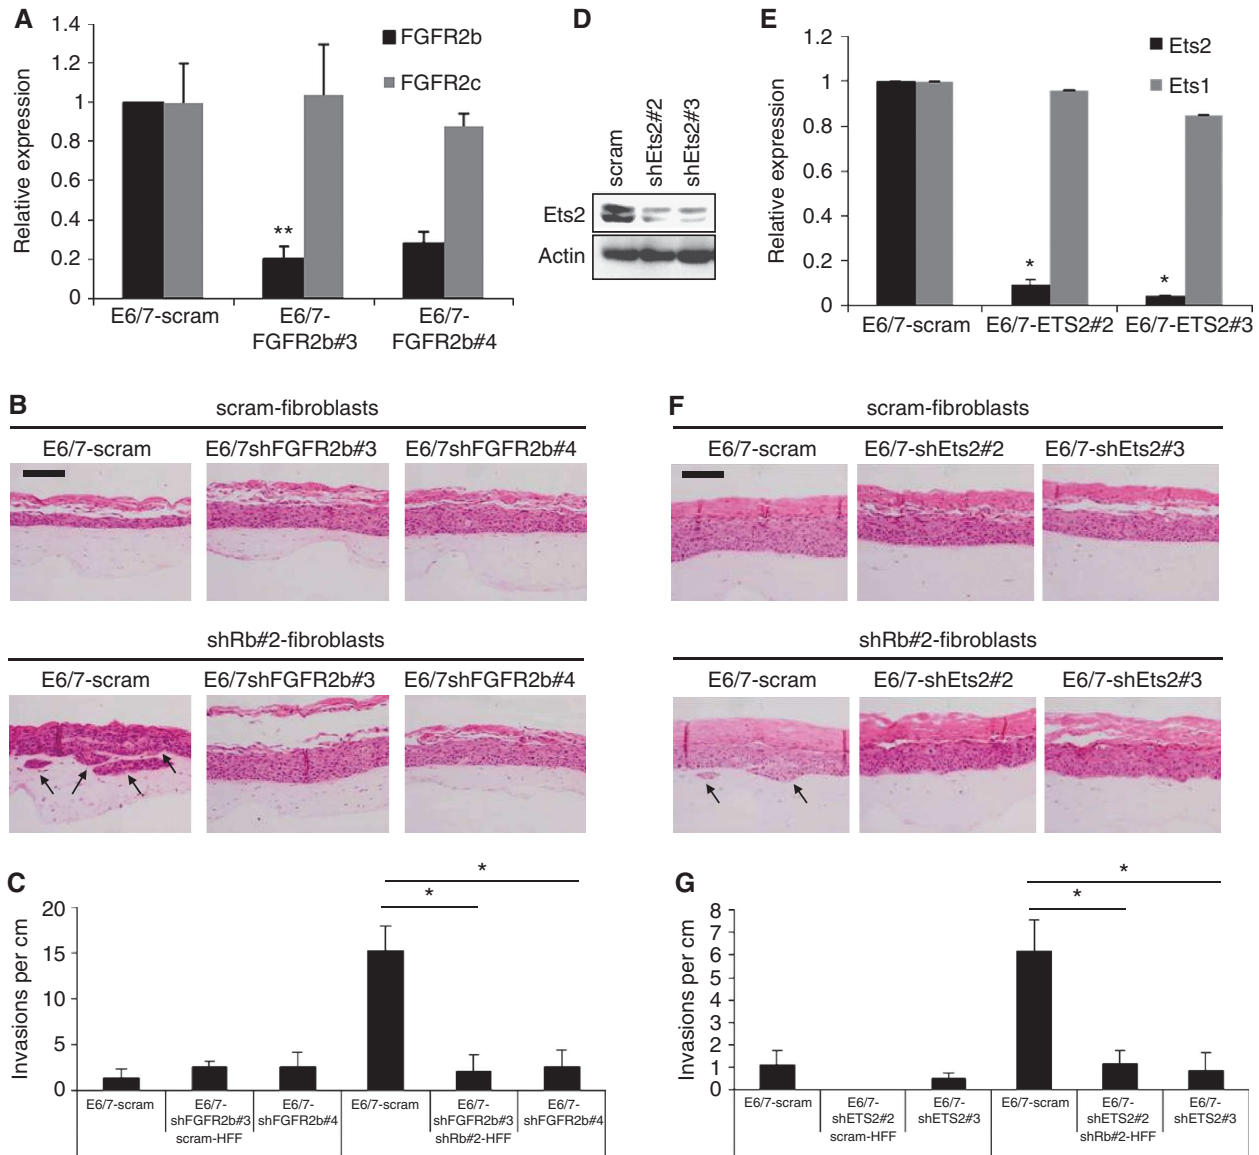 A
1.4
1.2
1
0.8
0.6
0.4
0.2
0
Relative expression
FGFR2b
FGFR2c
**
E6/7-scram
E6/7-
FGFR2b#3
E6/7-
FGFR2b#4
D
scram
shEts2#2
shEts2#3
Ets2
Actin
E
1.2
1
0.8
0.6
0.4
0.2
0
Relative expression
Ets2
Ets1
*
*
E6/7-scram
E6/7-ETS2#2
E6/7-ETS2#3
B
scram-fibroblasts
E6/7-scram
E6/7shFGFR2b#3
E6/7shFGFR2b#4
shRb#2-fibroblasts
E6/7-scram
E6/7shFGFR2b#3
E6/7shFGFR2b#4
F
scram-fibroblasts
E6/7-scram
E6/7-shEts2#2
E6/7-shEts2#3
shRb#2-fibroblasts
E6/7-scram
E6/7-shEts2#2
E6/7-shEts2#3
C
20
15
10
5
0
Invasions per cm
*
*
E6/7-scram
E6/7-
shFGFR2b#3
E6/7-
shFGFR2b#4
scram-HFF
E6/7-scram
E6/7-
shFGFR2b#3
E6/7-
shFGFR2b#4
shRb#2-HFF
G
8
7
6
5
4
3
2
1
0
Invasions per cm
*
*
E6/7-scram
E6/7-
shETS2#2
E6/7-
shETS2#3
scram-HFF
E6/7-scram
E6/7-
shETS2#2
E6/7-
shETS2#3
shRb#2-HFF